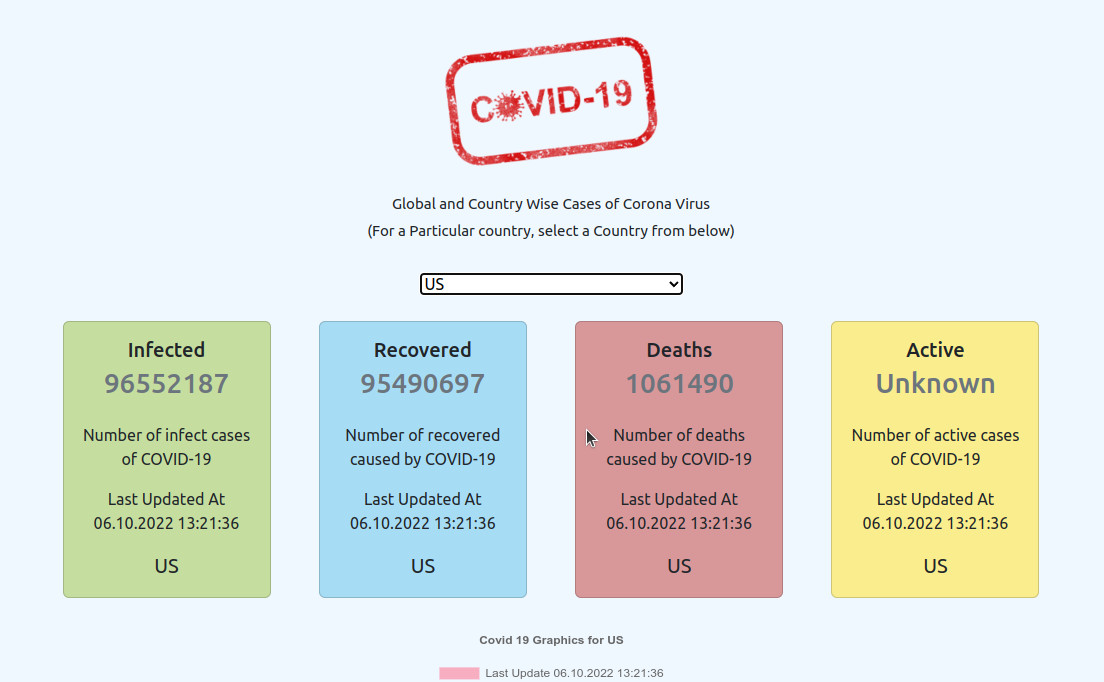 COVID-19
Global and Country Wise Cases of Corona Virus
(For a Particular country, select a Country from below)
US
Infected
96552187
Number of infect cases
of COVID-19
Last Updated At
06.10.2022 13:21:36
US
Recovered
95490697
Number of recovered
caused by COVID-19
Last Updated At
06.10.2022 13:21:36
US
Deaths
1061490
Number of deaths
caused by COVID-19
Last Updated At
06.10.2022 13:21:36
US
Active
Unknown
Number of active cases
of COVID-19
Last Updated At
06.10.2022 13:21:36
US
Covid 19 Graphics for US
Last Update 06.10.2022 13:21:36